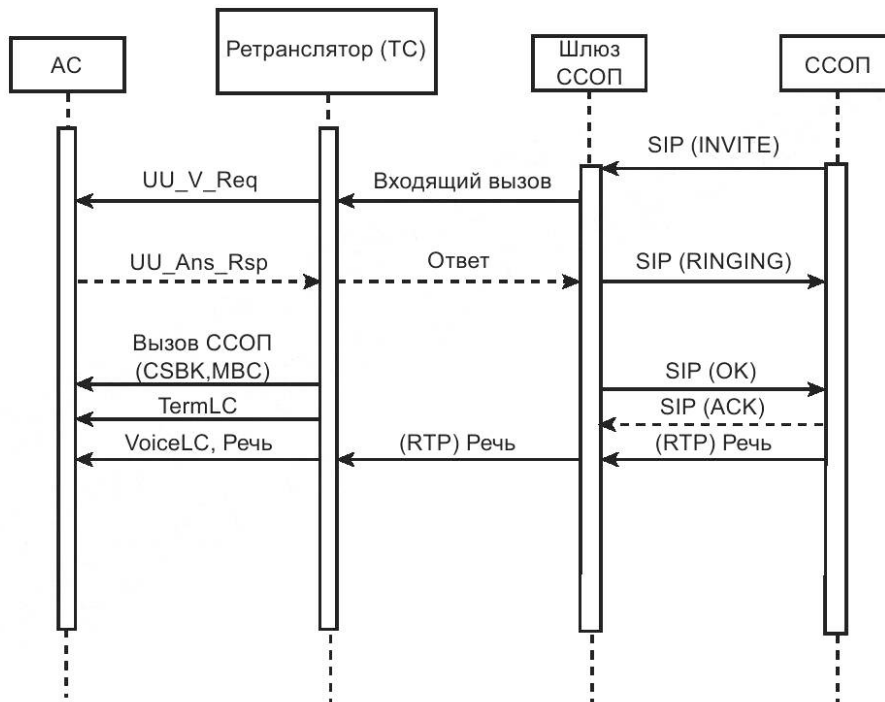 АС
Ретранслятор (ТС)
Шлюз
ССОП
ССОП
SIP (INVITE)
UU_V_Req
Входящий вызов
UU_Ans_Rsp
Ответ
SIP (RINGING)
Вызов ССОП
(CSBK,MBC)
SIP (OK)
TermLC
SIP (ACK)
VoiceLC, Речь
(RTP) Речь
(RTP) Речь